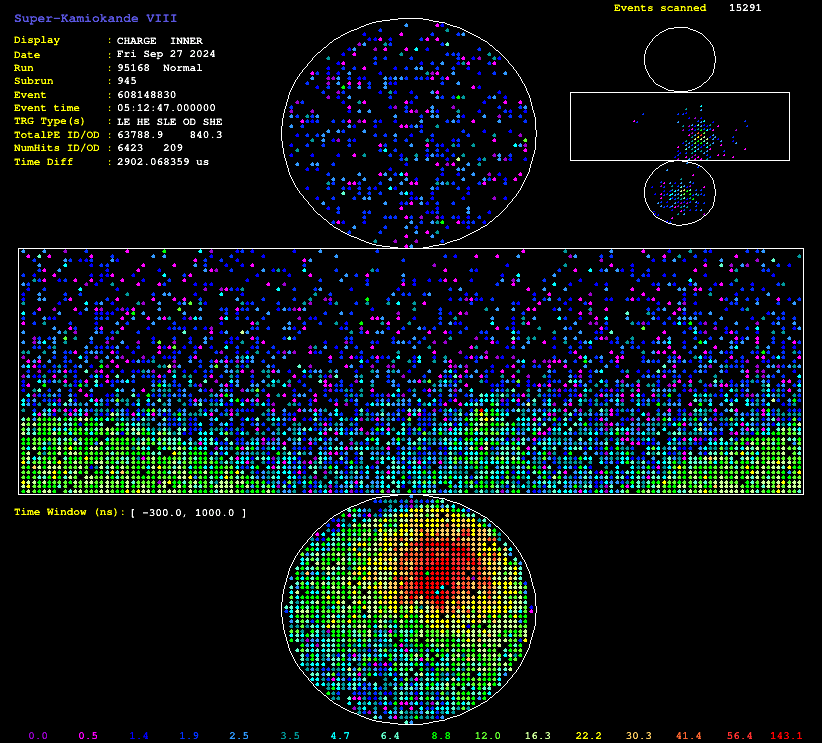 Super-Kamiokande VIII
Events scanned 15291
Display : CHARGE INNER
Date : Fri Sep 27 2024
Run : 95168 Normal
Subrun : 945
Event : 608148830
Event time : 05:12:47.000000
TRG Type(s) : LE HE SLE OD SHE
TotalPE ID/OD : 63788.9 840.3
NumHits ID/OD : 6423 209
Time Diff : 2902.068359 us
Time Window (ns): [ -300.0, 1000.0 ]
0.0 0.5 1.4 1.9 2.5 3.5 4.7 6.4 8.8 12.0 16.3 22.2 30.3 41.4 56.4 143.1